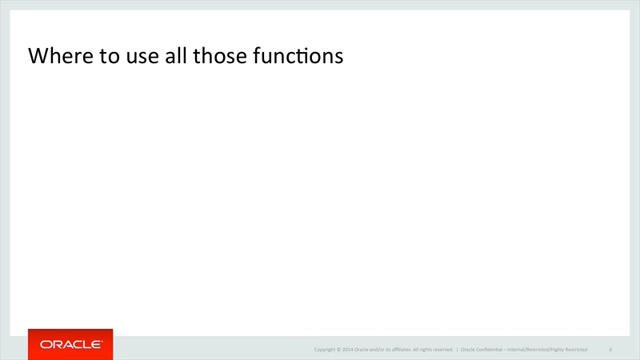 Where to use all those functions
ORACLE
Copyright © 2014 Oracle and/or its affiliates. All rights reserved. | Oracle Confidential – Internal/Restricted/Highly Restricted